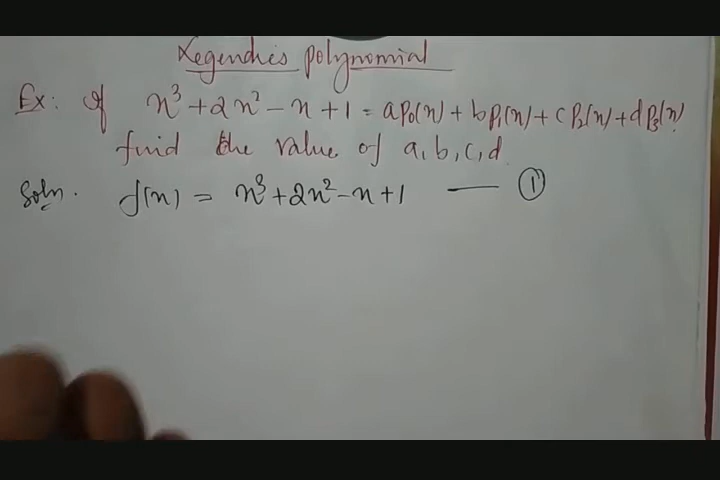 Legendres polynomial
Ex: If x³ + 2x² - x + 1 = aP₀(x) + bP₁(x) + cP₂(x) + dP₃(x)
find the value of a, b, c, d
Soln. f(x) = x³ + 2x² - x + 1 — ①